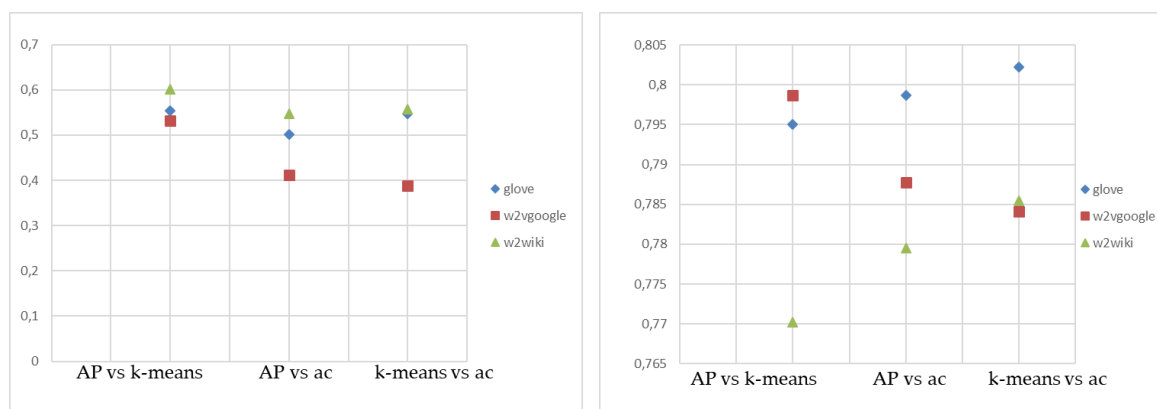 0,7
0,6
0,5
0,4
0,3
0,2
0,1
0
AP vs k-means
AP vs ac
k-means vs ac
glove
w2vgoogle
w2wiki
0,805
0,8
0,795
0,79
0,785
0,78
0,775
0,77
0,765
AP vs k-means
AP vs ac
k-means vs ac
glove
w2vgoogle
w2wiki